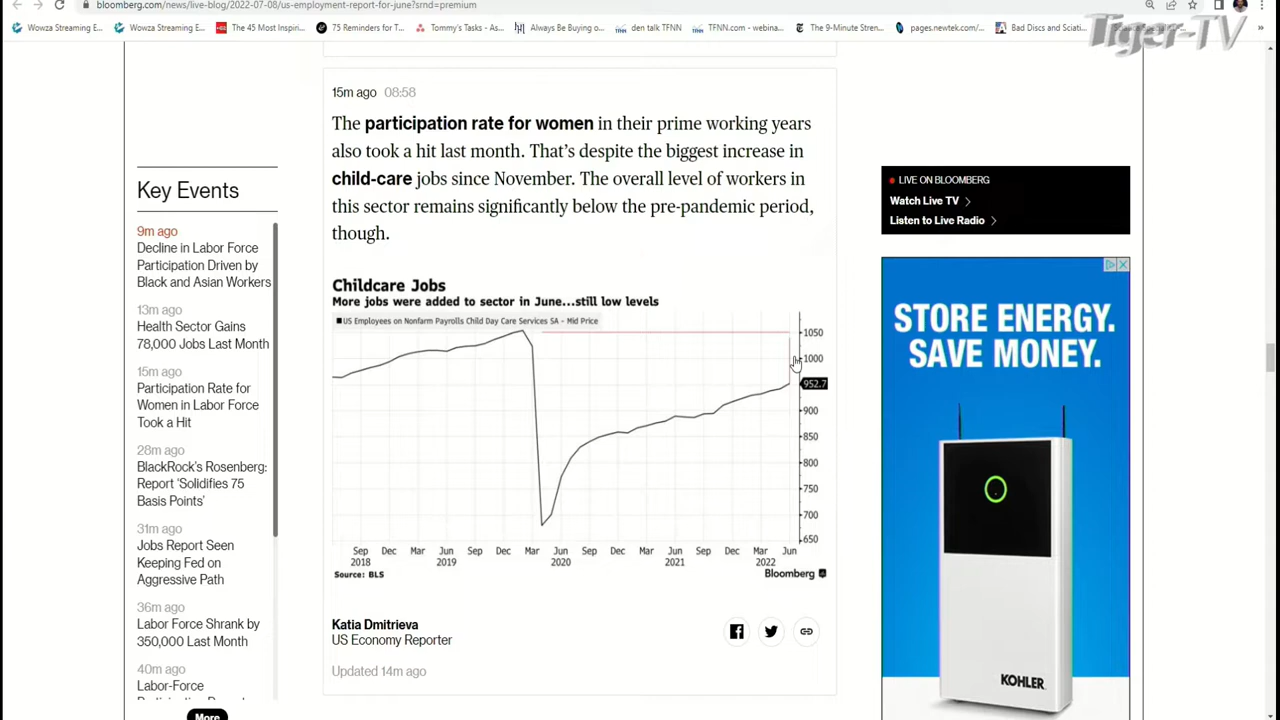 bloomberg.com/news/live-blog/2022-07-08/us-employment-report-for-june?srnd=premium
Wowza Streaming E...
Wowza Streaming E...
The 45 Most Inspiri...
75 Reminders for T...
Tommy's Tasks - As...
Always Be Buying o...
den talk TFNN
TFNN.com - webina...
The 9-Minute Stren...
pages.newtek.com/...
Bad Discs and Sciati...
Tiger-TV
Key Events
9m ago
Decline in Labor Force
Participation Driven by
Black and Asian Workers
13m ago
Health Sector Gains
78,000 Jobs Last Month
15m ago
Participation Rate for
Women in Labor Force
Took a Hit
28m ago
BlackRock's Rosenberg:
Report 'Solidifies 75
Basis Points'
31m ago
Jobs Report Seen
Keeping Fed on
Aggressive Path
36m ago
Labor Force Shrank by
350,000 Last Month
40m ago
Labor-Force
More
15m ago 08:58
The participation rate for women in their prime working years
also took a hit last month. That's despite the biggest increase in
child-care jobs since November. The overall level of workers in
this sector remains significantly below the pre-pandemic period,
though.
Childcare Jobs
More jobs were added to sector in June...still low levels
US Employees on Nonfarm Payrolls Child Day Care Services SA - Mid Price
1050
1000
952.7
900
850
800
750
700
650
Sep Dec Mar Jun Sep Dec Mar Jun Sep Dec Mar Jun Sep Dec Mar Jun
2018 2019 2020 2021 2022
Source: BLS
Bloomberg
Katia Dmitrieva
US Economy Reporter
Updated 14m ago
LIVE ON BLOOMBERG
Watch Live TV
Listen to Live Radio
STORE ENERGY.
SAVE MONEY.
KOHLER